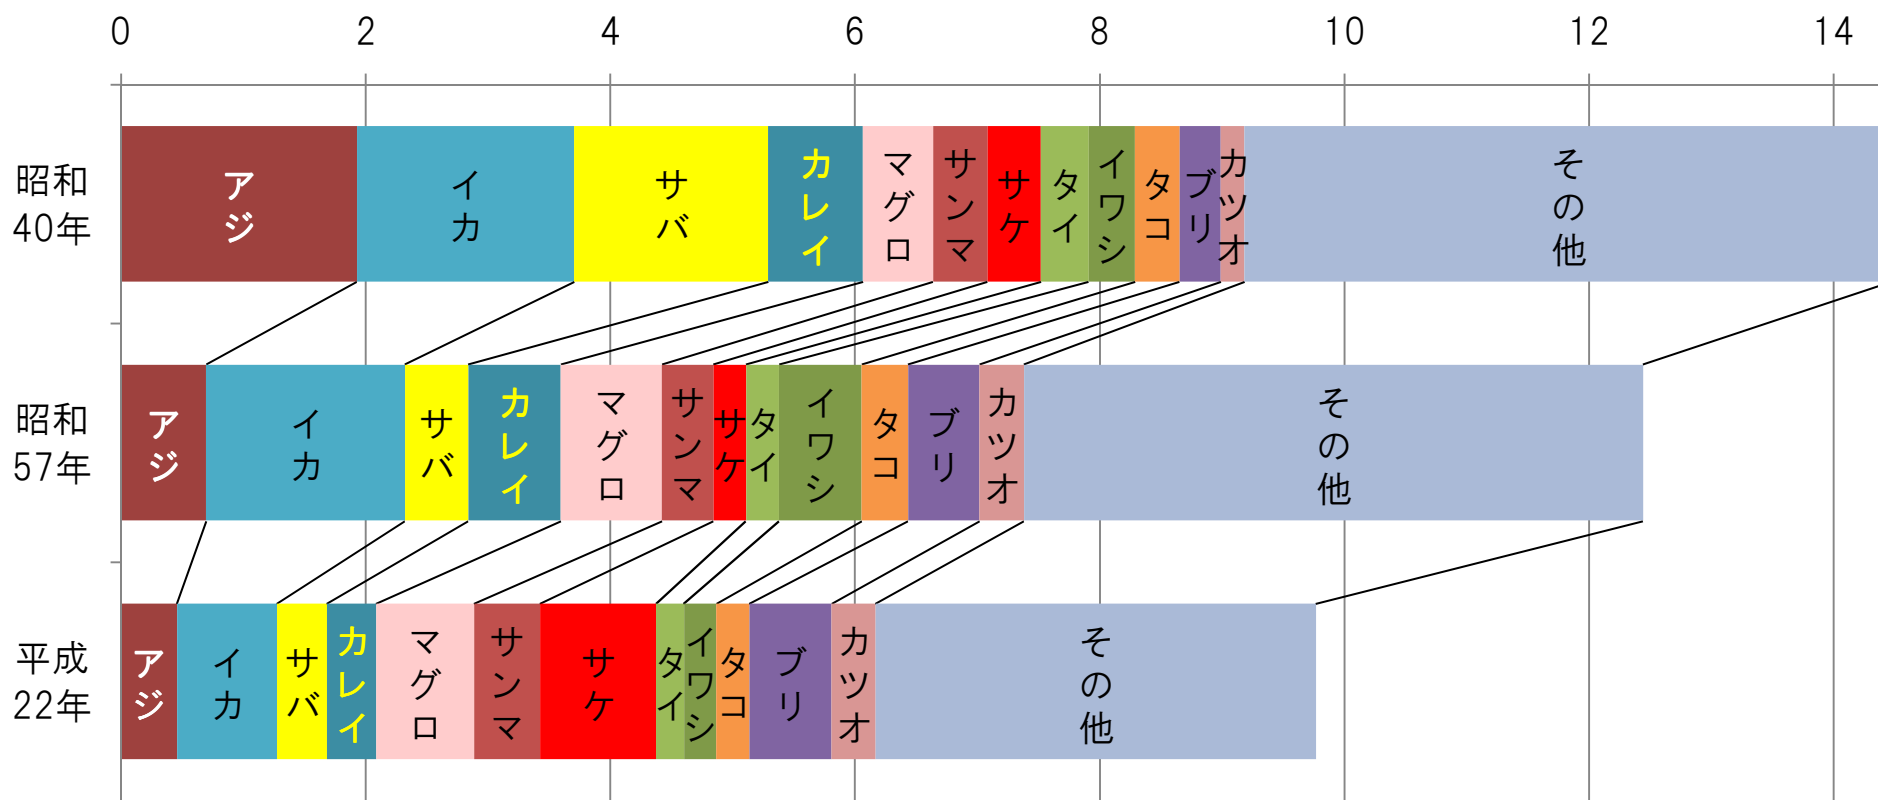 0 2 4 6 8 10 12 14
昭和
40年
アジ
イカ
サバ
カレイ
マグロ
サンマ
サケ
タイ
イワシ
タコ
ブリ
カツオ
その他
昭和
57年
アジ
イカ
サバ
カレイ
マグロ
サンマ
サケ
タイ
イワシ
タコ
ブリ
カツオ
その他
平成
22年
アジ
イカ
サバ
カレイ
マグロ
サンマ
サケ
タイ
イワシ
タコ
ブリ
カツオ
その他